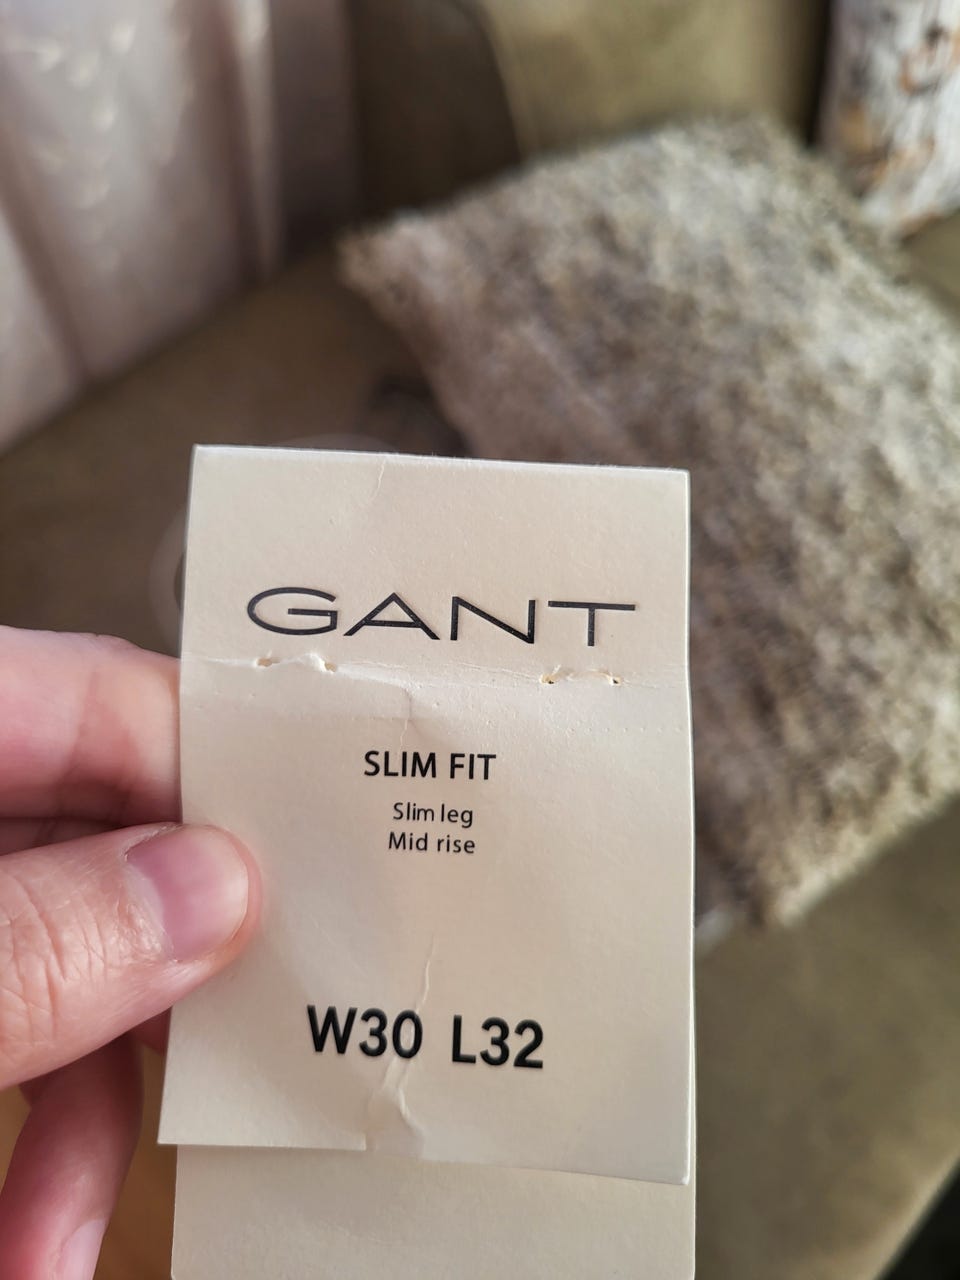 GANT
SLIM FIT
Slim leg
Mid rise
W30 L32